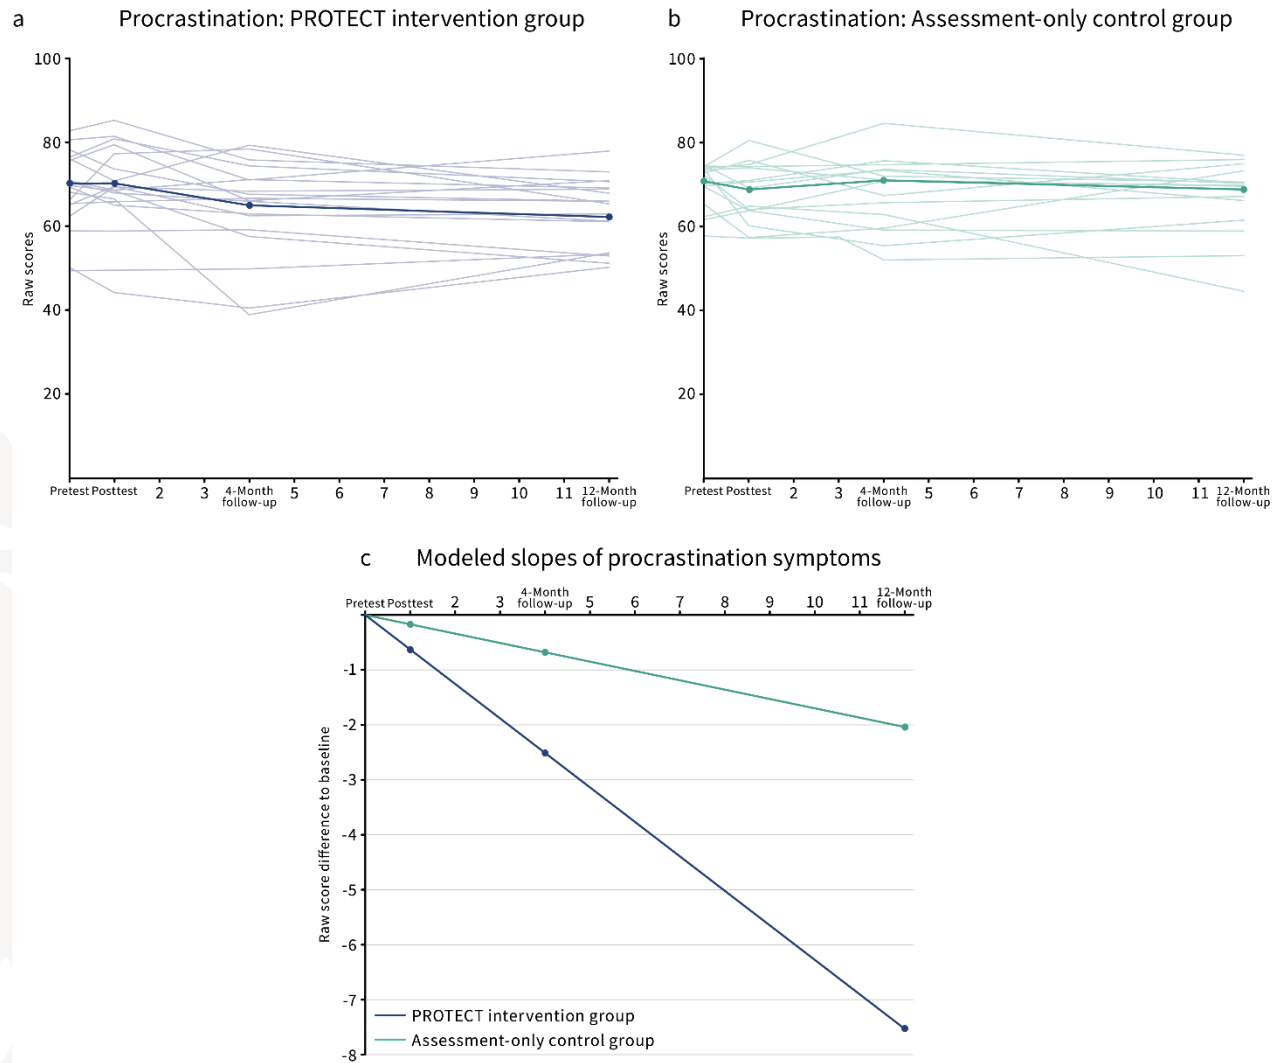 a Procrastination: PROTECT intervention group
100
80
60
40
20
Raw scores
Pretest Posttest 2 3 4-Month follow-up 5 6 7 8 9 10 11 12-Month follow-up
b Procrastination: Assessment-only control group
100
80
60
40
20
Raw scores
Pretest Posttest 2 3 4-Month follow-up 5 6 7 8 9 10 11 12-Month follow-up
c Modeled slopes of procrastination symptoms
Pretest Posttest 2 3 4-Month follow-up 5 6 7 8 9 10 11 12-Month follow-up
-1
-2
-3
-4
-5
-6
-7
-8
Raw score difference to baseline
PROTECT intervention group
Assessment-only control group